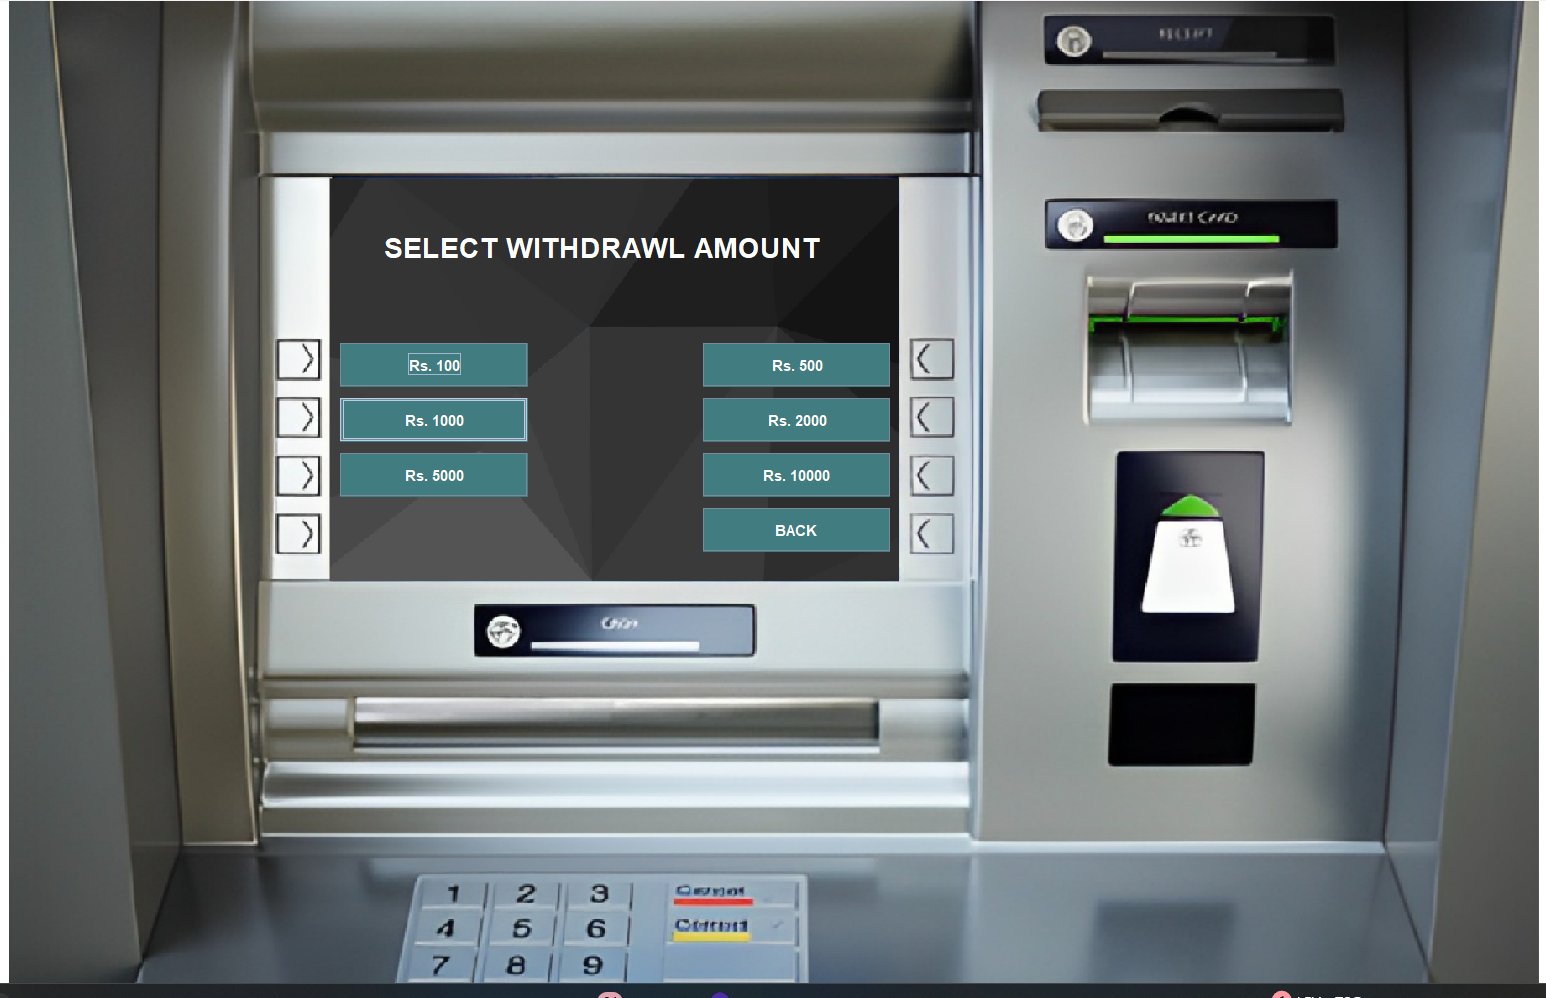 SELECT WITHDRAWL AMOUNT
Rs. 100
Rs. 500
Rs. 1000
Rs. 2000
Rs. 5000
Rs. 10000
BACK
1 2 3
4 5 6
7 8 9